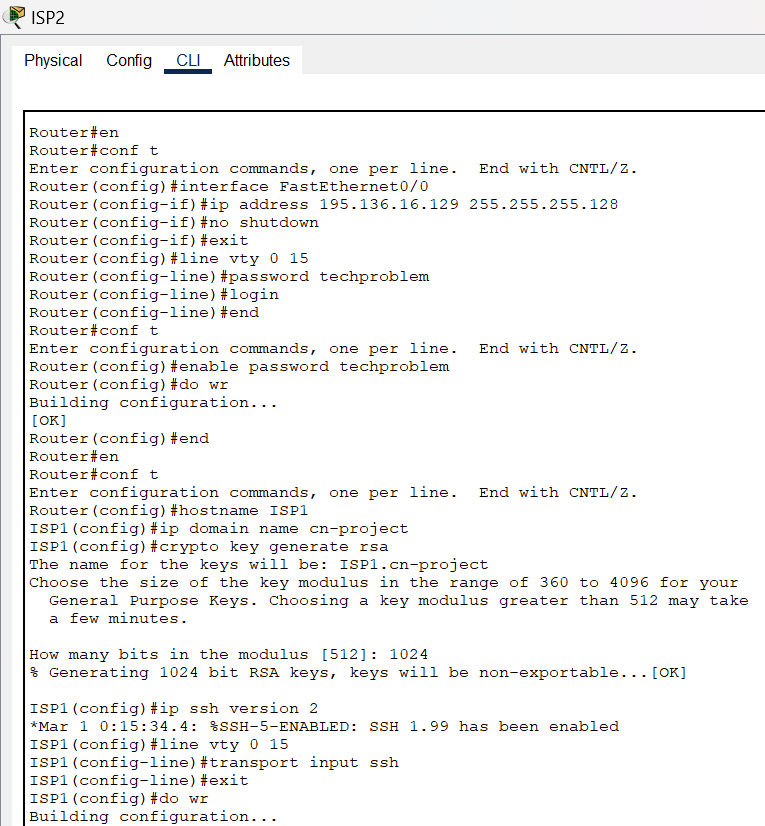 ISP2
Physical Config CLI Attributes
Router#en
Router#conf t
Enter configuration commands, one per line.  End with CNTL/Z.
Router(config)#interface FastEthernet0/0
Router(config-if)#ip address 195.136.16.129 255.255.255.128
Router(config-if)#no shutdown
Router(config-if)#exit
Router(config)#line vty 0 15
Router(config-line)#password techproblem
Router(config-line)#login
Router(config-line)#end
Router#conf t
Enter configuration commands, one per line.  End with CNTL/Z.
Router(config)#enable password techproblem
Router(config)#do wr
Building configuration...
[OK]
Router(config)#end
Router#en
Router#conf t
Enter configuration commands, one per line.  End with CNTL/Z.
Router(config)#hostname ISP1
ISP1(config)#ip domain name cn-project
ISP1(config)#crypto key generate rsa
The name for the keys will be: ISP1.cn-project
Choose the size of the key modulus in the range of 360 to 4096 for your
  General Purpose Keys. Choosing a key modulus greater than 512 may take
  a few minutes.

How many bits in the modulus [512]: 1024
% Generating 1024 bit RSA keys, keys will be non-exportable...[OK]

ISP1(config)#ip ssh version 2
*Mar 1 0:15:34.4: %SSH-5-ENABLED: SSH 1.99 has been enabled
ISP1(config)#line vty 0 15
ISP1(config-line)#transport input ssh
ISP1(config-line)#exit
ISP1(config)#do wr
Building configuration...